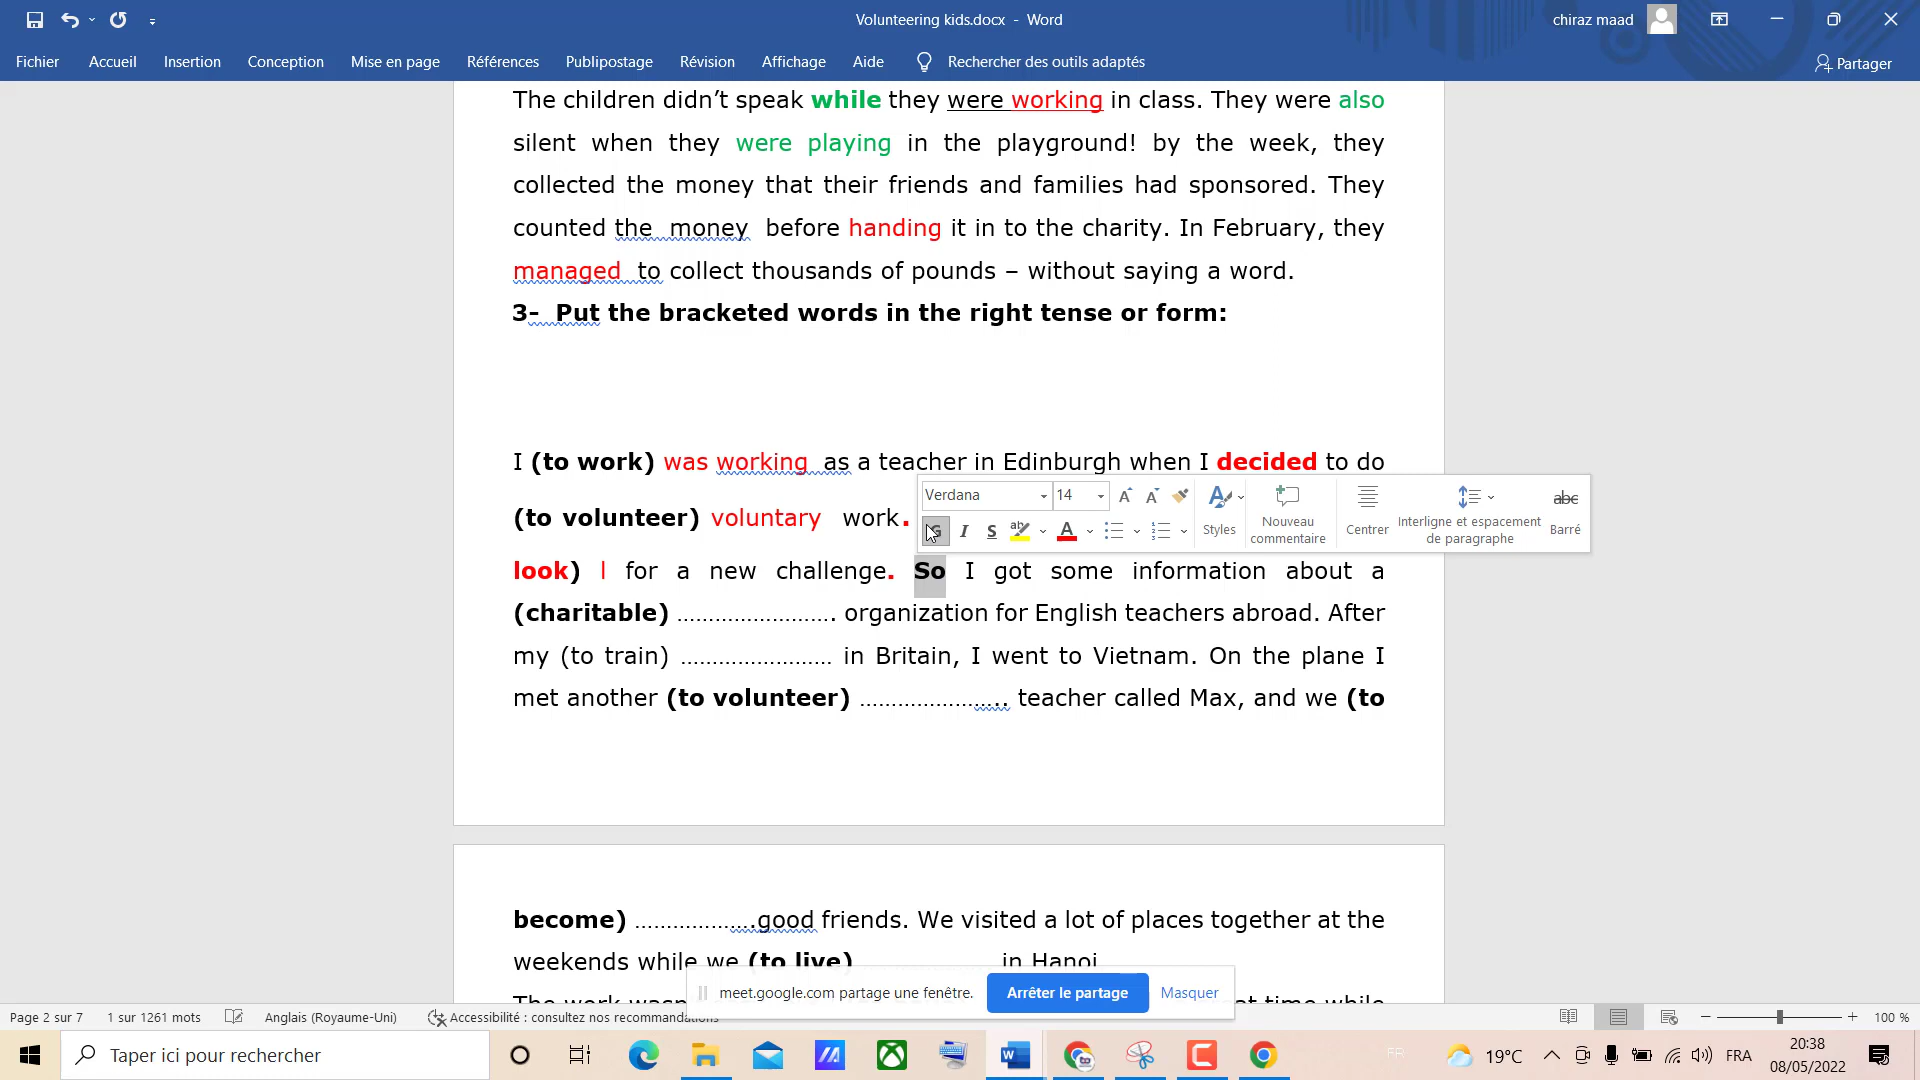 Volunteering kids.docx - Word
chiraz maad
Fichier Accueil Insertion Conception Mise en page Références Publipostage Révision Affichage Aide Rechercher des outils adaptés Partager
The children didn’t speak while they were working in class. They were also
silent when they were playing in the playground! by the week, they
collected the money that their friends and families had sponsored. They
counted the money before handing it in to the charity. In February, they
managed to collect thousands of pounds – without saying a word.
3- Put the bracketed words in the right tense or form:
I (to work) was working as a teacher in Edinburgh when I decided to do
(to volunteer) voluntary work.
Verdana 14
Styles
Nouveau commentaire
Centrer
Interligne et espacement de paragraphe
Barré
look) I for a new challenge. So I got some information about a
(charitable) ……………………. organization for English teachers abroad. After
my (to train) …………………… in Britain, I went to Vietnam. On the plane I
met another (to volunteer) ………………….. teacher called Max, and we (to
become) ……………….good friends. We visited a lot of places together at the
weekends while we (to live) in Hanoi
meet.google.com partage une fenêtre. Arrêter le partage Masquer
Page 2 sur 7 1 sur 1261 mots Anglais (Royaume-Uni) Accessibilité : consultez nos recommandations 100 %
Taper ici pour rechercher
19°C
FRA
20:38
08/05/2022